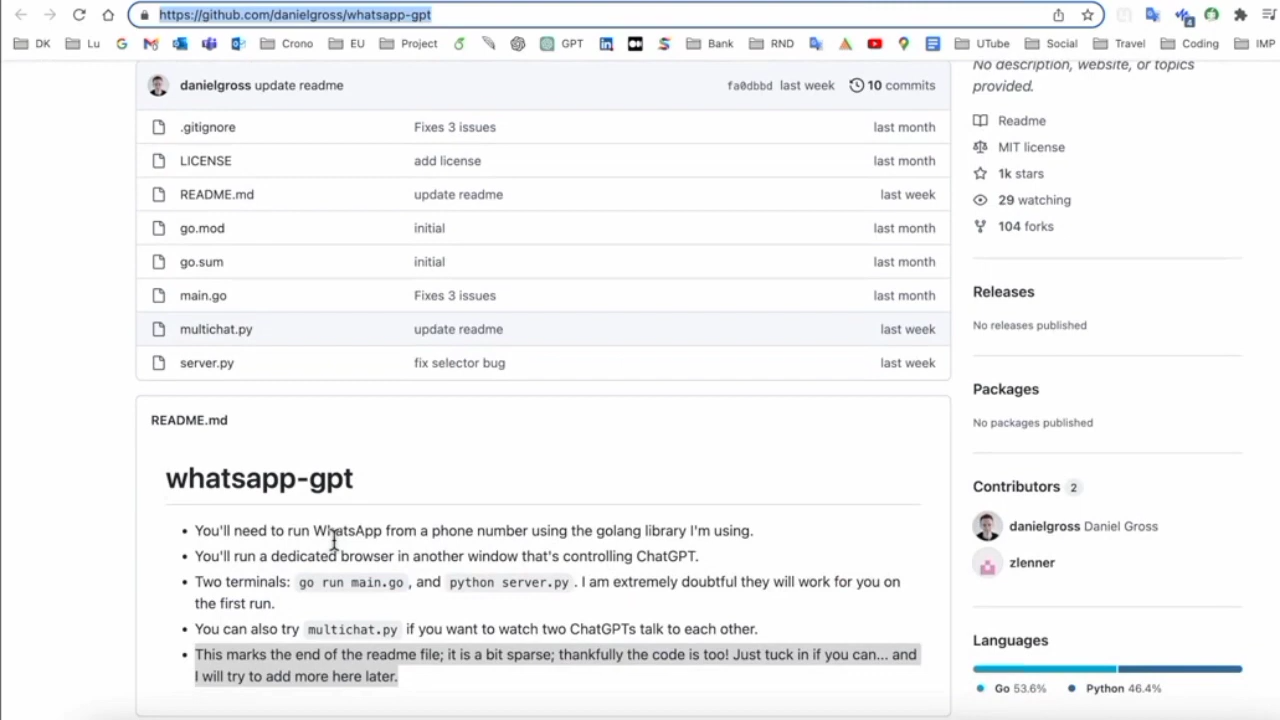 https://github.com/danielgross/whatsapp-gpt
DK Lu Crono EU Project GPT Bank RND UTube Social Travel Coding IMP
danielgross update readme fa0dbbd last week 10 commits
.gitignore Fixes 3 issues last month
LICENSE add license last month
README.md update readme last week
go.mod initial last month
go.sum initial last month
main.go Fixes 3 issues last month
multichat.py update readme last week
server.py fix selector bug last week
README.md
whatsapp-gpt
• You'll need to run WhatsApp from a phone number using the golang library I'm using.
• You'll run a dedicated browser in another window that's controlling ChatGPT.
• Two terminals: go run main.go , and python server.py . I am extremely doubtful they will work for you on
the first run.
• You can also try multichat.py if you want to watch two ChatGPTs talk to each other.
• This marks the end of the readme file; it is a bit sparse; thankfully the code is too! Just tuck in if you can... and
I will try to add more here later.
No description, website, or topics
provided.
Readme
MIT license
1k stars
29 watching
104 forks
Releases
No releases published
Packages
No packages published
Contributors 2
danielgross Daniel Gross
zlenner
Languages
Go 53.6% Python 46.4%